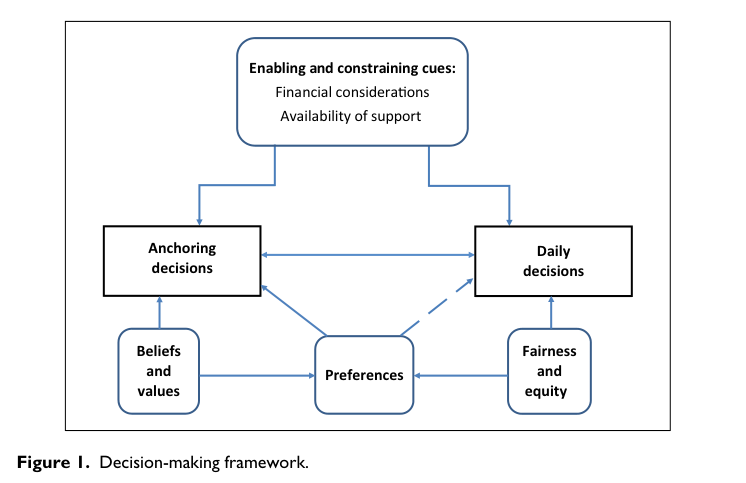 Enabling and constraining cues:
Financial considerations
Availability of support
Anchoring
decisions
Daily
decisions
Beliefs
and
values
Preferences
Fairness
and
equity
Figure 1. Decision-making framework.